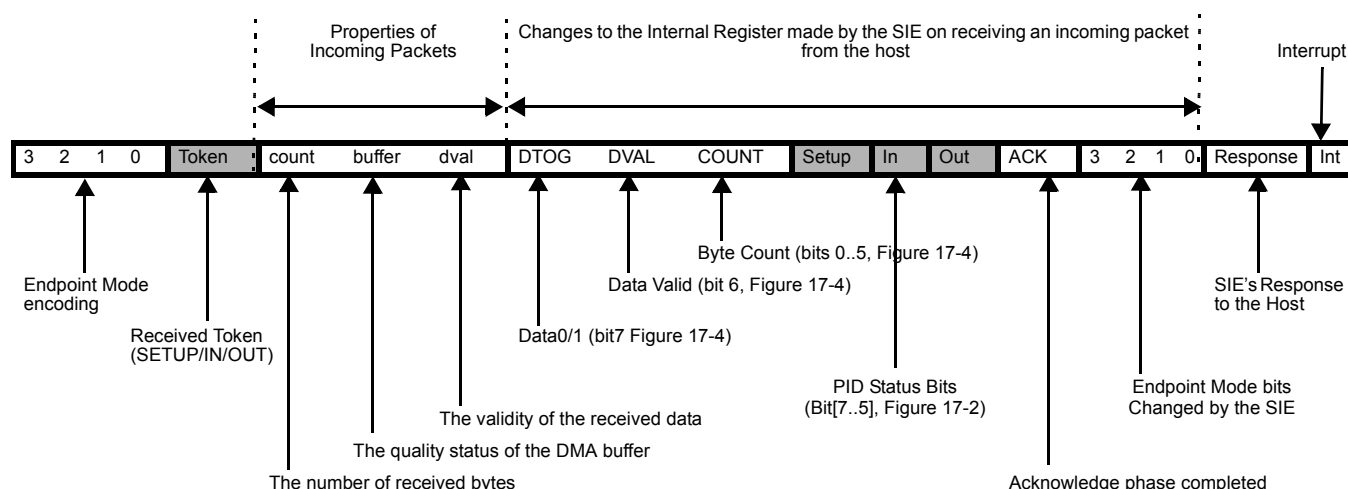 Properties of
Incoming Packets
Changes to the Internal Register made by the SIE on receiving an incoming packet
from the host
Interrupt
3 2 1 0 Token count buffer dval DTOG DVAL COUNT Setup In Out ACK 3 2 1 0 Response Int
Byte Count (bits 0..5, Figure 17-4)
Endpoint Mode
encoding
Data Valid (bit 6, Figure 17-4)
SIE's Response
to the Host
Received Token
(SETUP/IN/OUT)
Data0/1 (bit7 Figure 17-4)
PID Status Bits
(Bit[7..5], Figure 17-2)
Endpoint Mode bits
Changed by the SIE
The validity of the received data
The quality status of the DMA buffer
The number of received bytes
Acknowledge phase completed